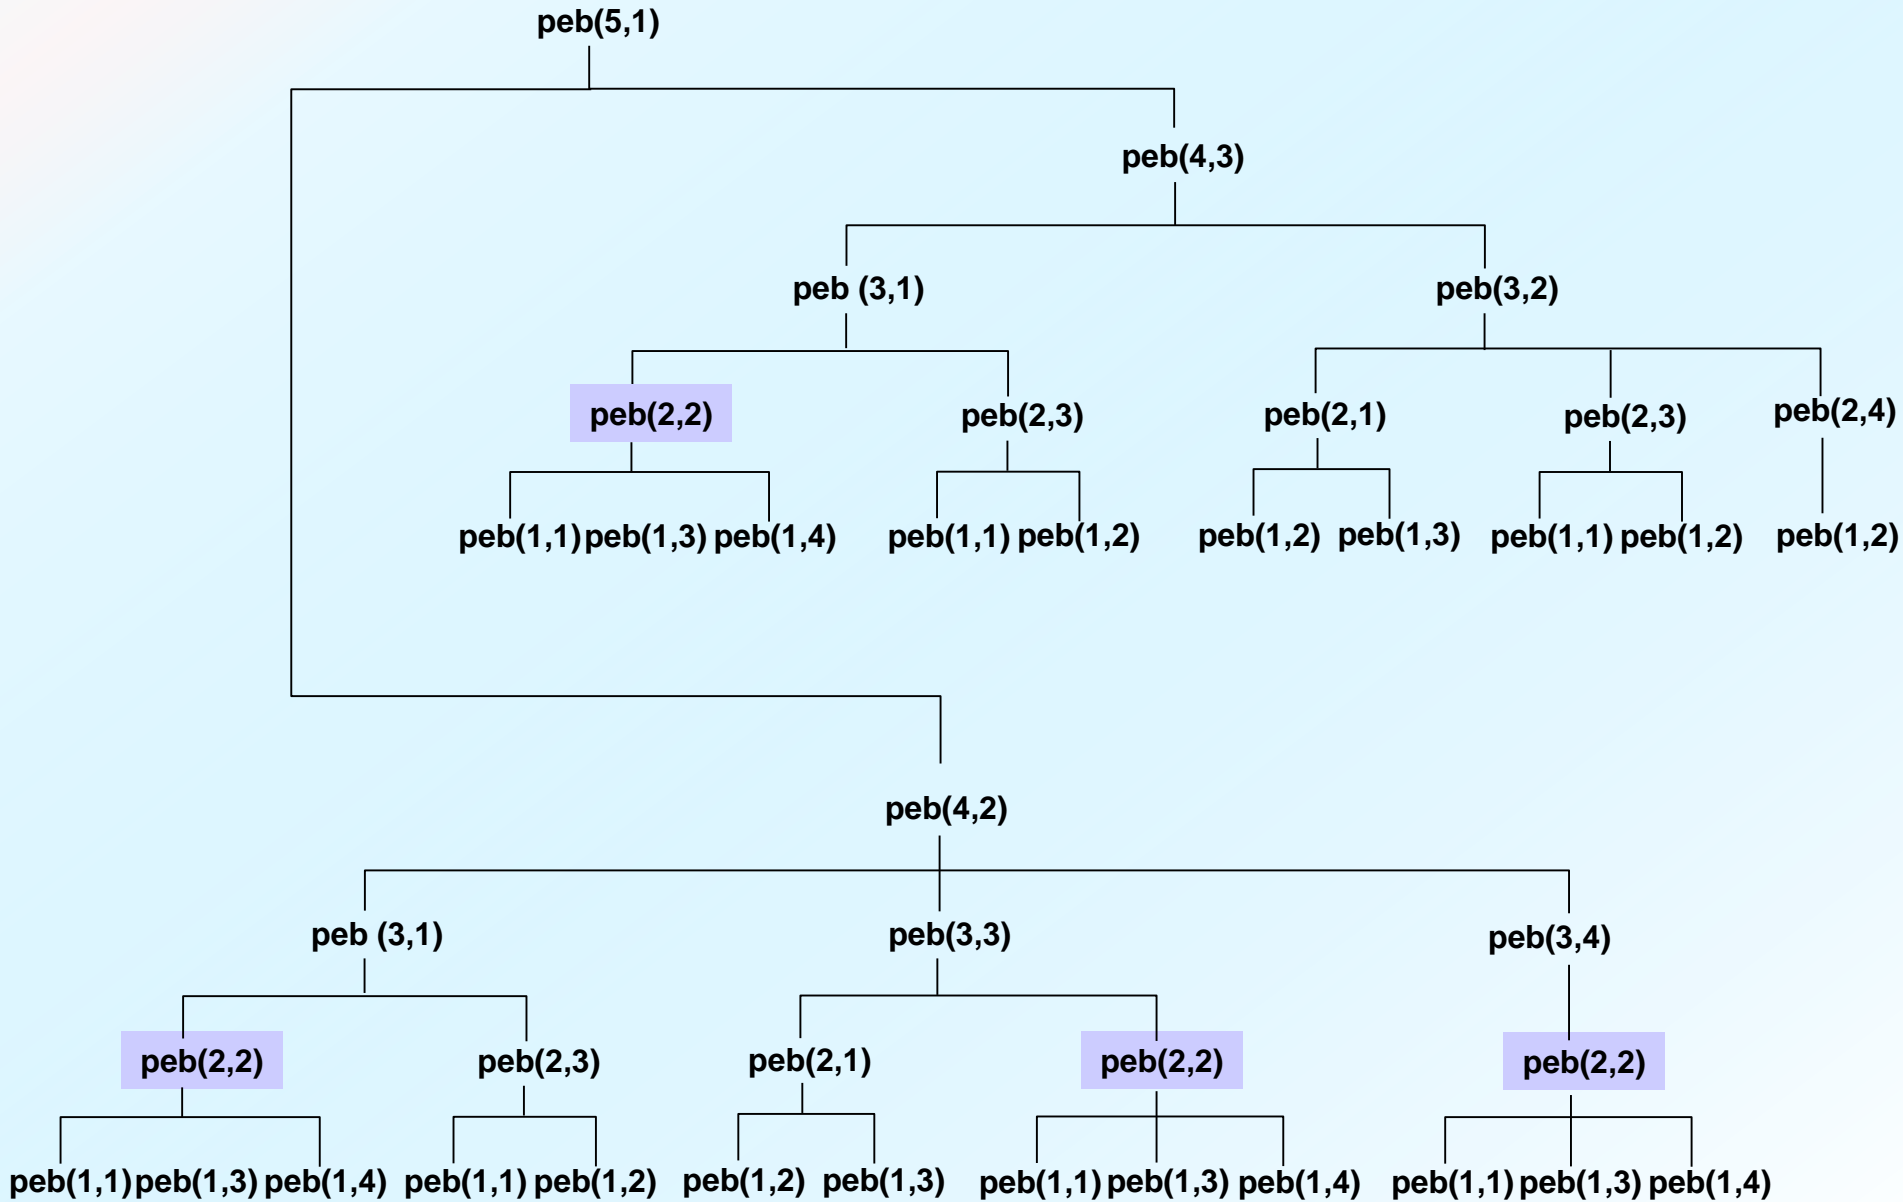 peb(5,1)
peb(4,3)
peb (3,1) peb(3,2)
peb(2,2) peb(2,3) peb(2,1) peb(2,3) peb(2,4)
peb(1,1) peb(1,3) peb(1,4) peb(1,1) peb(1,2) peb(1,2) peb(1,3) peb(1,1) peb(1,2) peb(1,2)
peb(4,2)
peb (3,1) peb(3,3) peb(3,4)
peb(2,2) peb(2,3) peb(2,1) peb(2,2) peb(2,2)
peb(1,1) peb(1,3) peb(1,4) peb(1,1) peb(1,2) peb(1,2) peb(1,3) peb(1,1) peb(1,3) peb(1,4) peb(1,1) peb(1,3) peb(1,4)